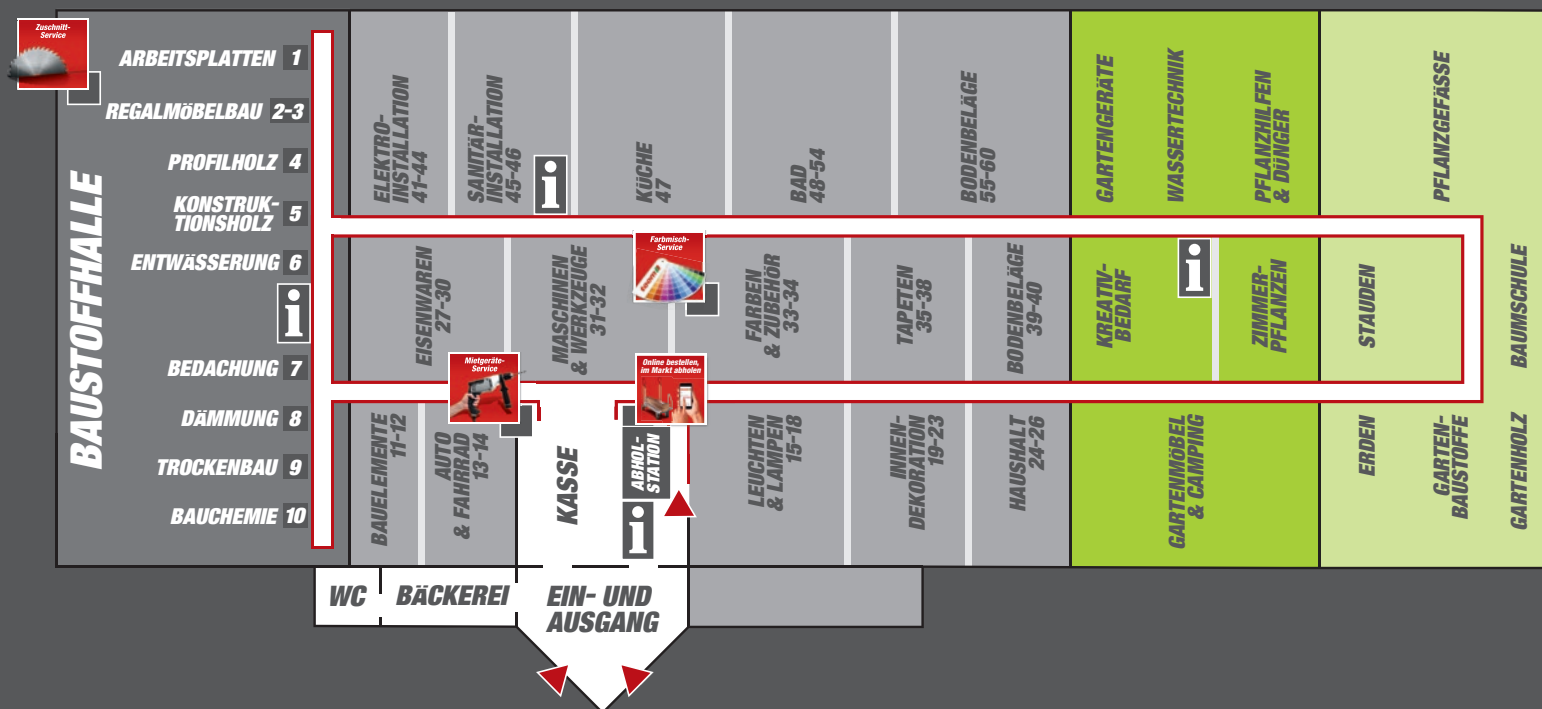 Zuschnitt-
Service
BAUSTOFFHALLE
ARBEITSPLATTEN 1
REGALMÖBELBAU 2-3
PROFILHOLZ 4
KONSTRUK-
TIONSHOLZ 5
ENTWÄSSERUNG 6
i
BEDACHUNG 7
DÄMMUNG 8
TROCKENBAU 9
BAUCHEMIE 10
ELEKTRO-
INSTALLATION
41-44
SANITÄR-
INSTALLATION
45-46
i
KÜCHE
47
BAD
48-54
BODENBELÄGE
55-60
GARTENGERÄTE
WASSERTECHNIK
PFLANZHILFEN
& DÜNGER
PFLANZGEFÄSSE
EISENWAREN
27-30
MASCHINEN
& WERKZEUGE
31-32
Farbmisch-
Service
FARBEN
& ZUBEHÖR
33-34
TAPETEN
35-38
BODENBELÄGE
39-40
KREATIV-
BEDARF
i
ZIMMER-
PFLANZEN
STAUDEN
BAUMSCHULE
Mietgeräte-
Service
Online bestellen,
im Markt abholen
BAUELEMENTE
11-12
AUTO
& FAHRRAD
13-14
KASSE
ABHOL-
STATION
i
LEUCHTEN
& LAMPEN
15-18
INNEN-
DEKORATION
19-23
HAUSHALT
24-26
GARTENMÖBEL
& CAMPING
ERDEN
GARTEN-
BAUSTOFFE
GARTENHOLZ
WC
BÄCKEREI
EIN- UND
AUSGANG